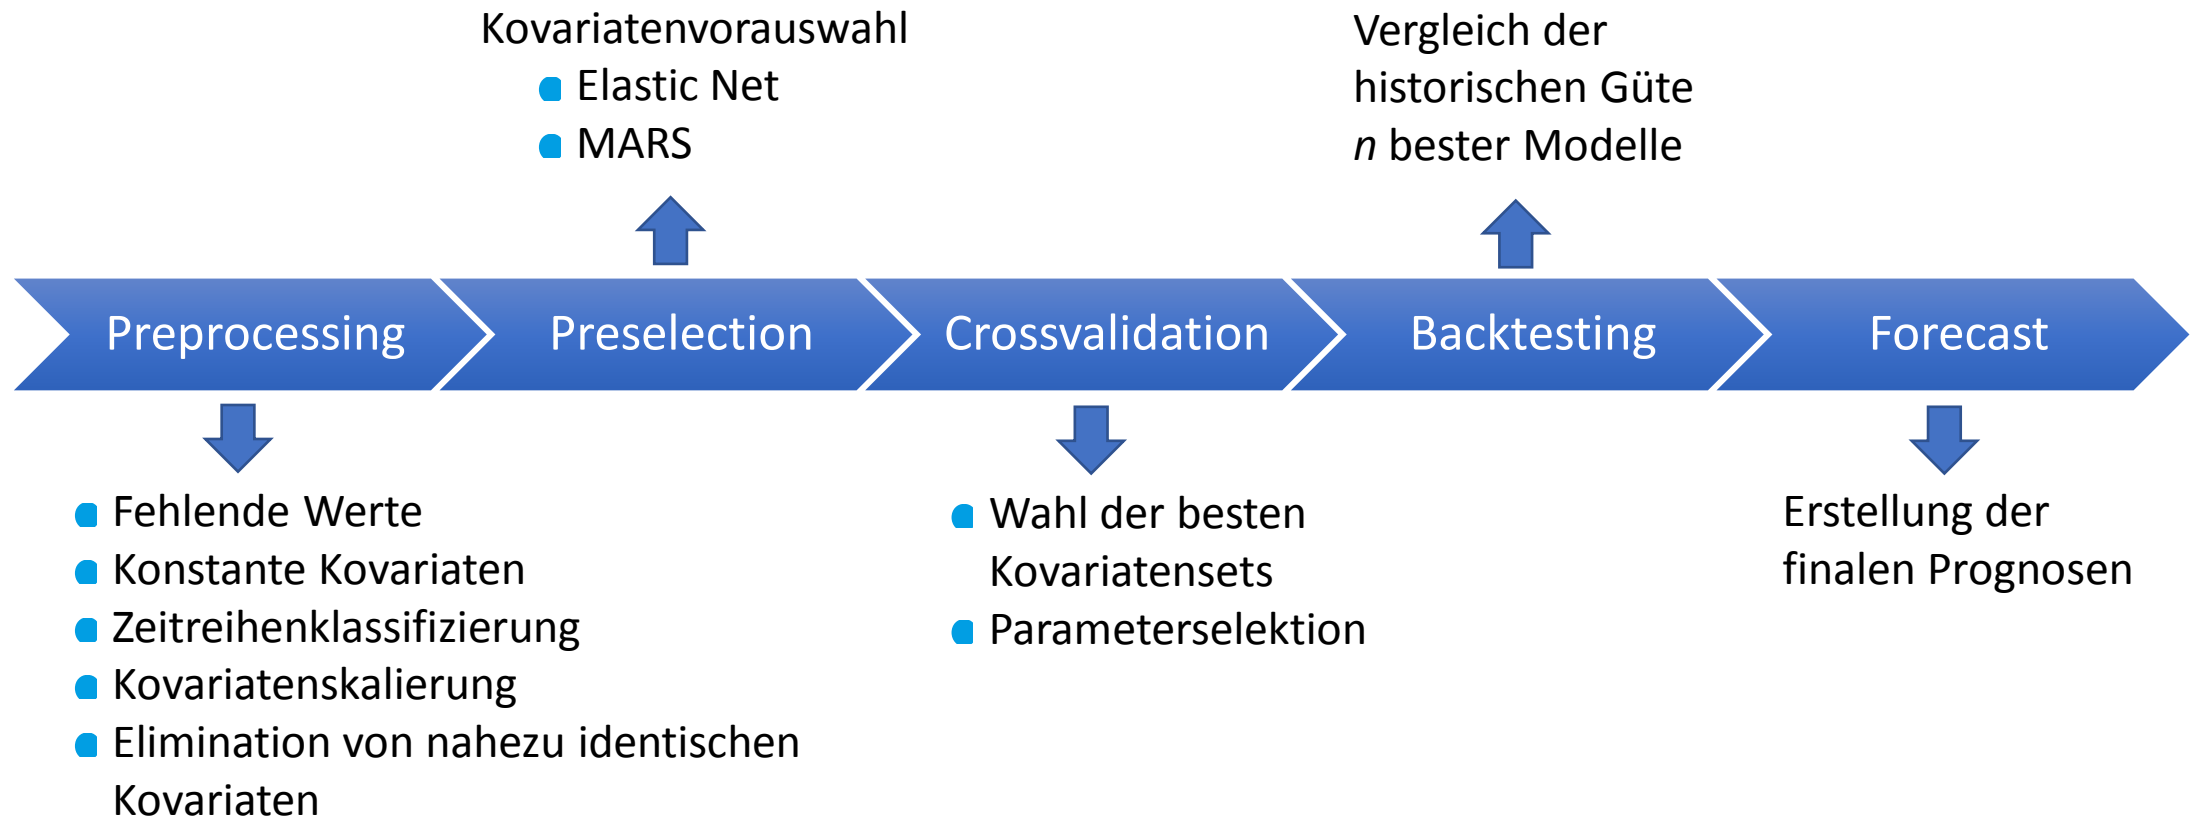 Kovariatenvorauswahl
Elastic Net
MARS
Vergleich der
historischen Güte
n bester Modelle
Preprocessing
Preselection
Crossvalidation
Backtesting
Forecast
Fehlende Werte
Konstante Kovariaten
Zeitreihenklassifizierung
Kovariatenskalierung
Elimination von nahezu identischen
Kovariaten
Wahl der besten
Kovariatensets
Parameterselektion
Erstellung der
finalen Prognosen